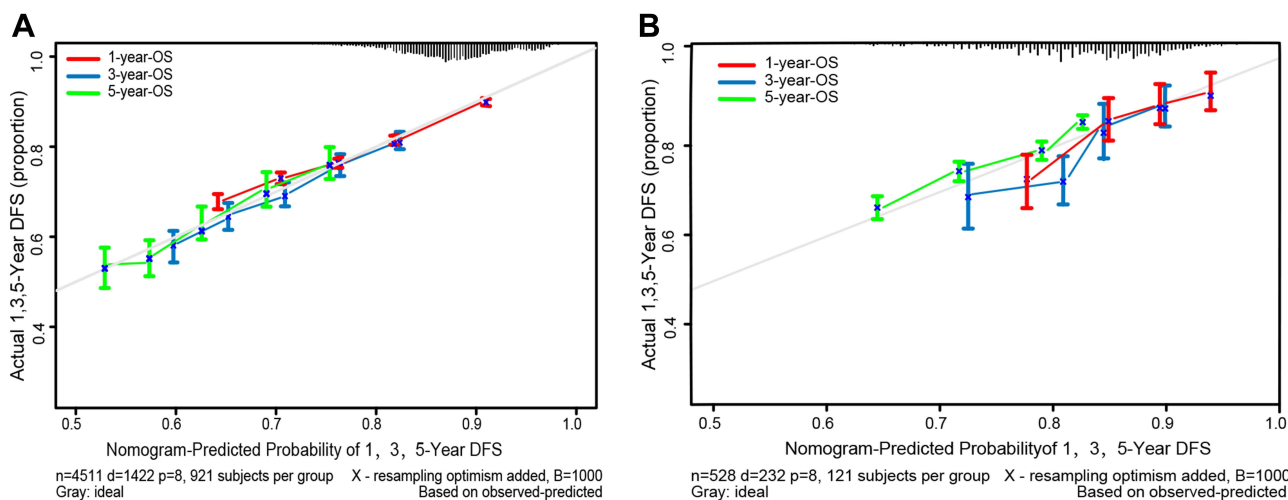 A
1-year-OS
3-year-OS
5-year-OS
Actual 1,3,5-Year DFS (proportion)
1.0
0.8
0.6
0.4
0.5
0.6
0.7
0.8
0.9
1.0
Nomogram-Predicted Probability of 1, 3, 5-Year DFS
n=4511 d=1422 p=8, 921 subjects per group X - resampling optimism added, B=1000
Gray: ideal Based on observed-predicted
B
1-year-OS
3-year-OS
5-year-OS
Actual 1,3,5-Year DFS (proportion)
1.0
0.8
0.6
0.4
0.5
0.6
0.7
0.8
0.9
1.0
Nomogram-Predicted Probabilityof 1, 3, 5-Year DFS
n=528 d=232 p=8, 121 subjects per group X - resampling optimism added, B=1000
Gray: ideal Based on observed-predicted